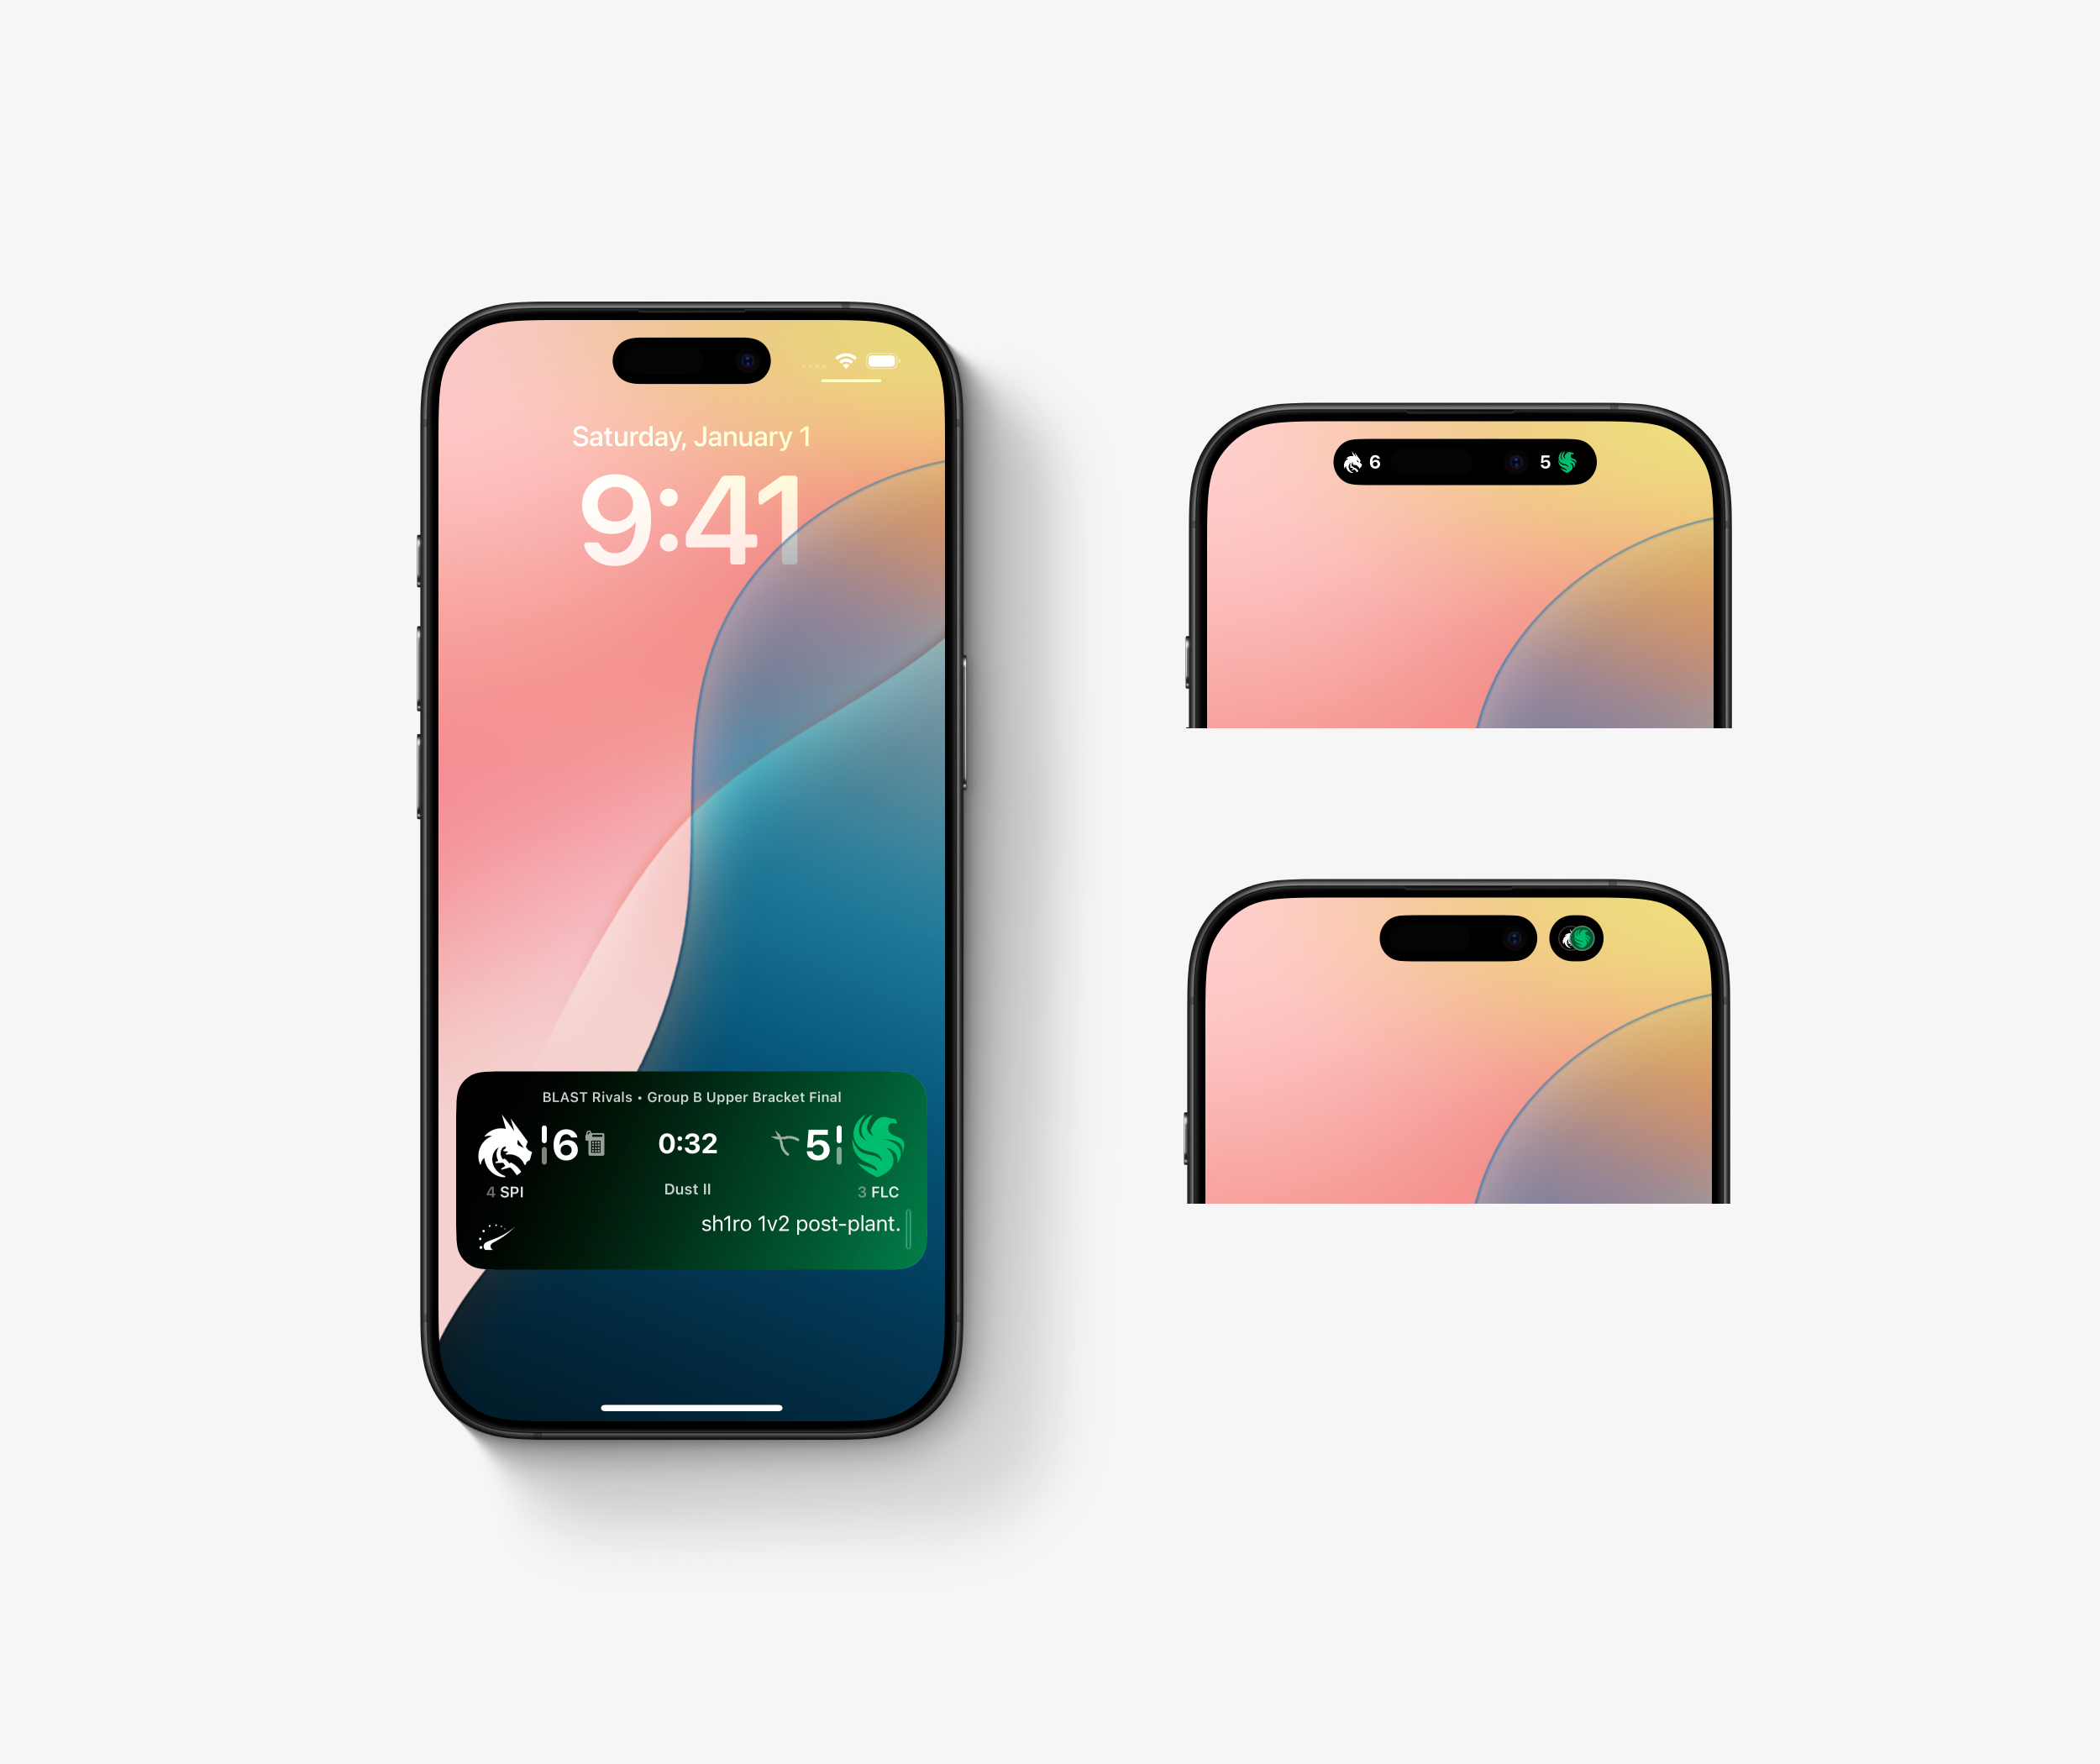 Saturday, January 1
9:41
BLAST Rivals • Group B Upper Bracket Final
6 0:32 5
4 SPI Dust II 3 FLC
sh1ro 1v2 post-plant.
6 5